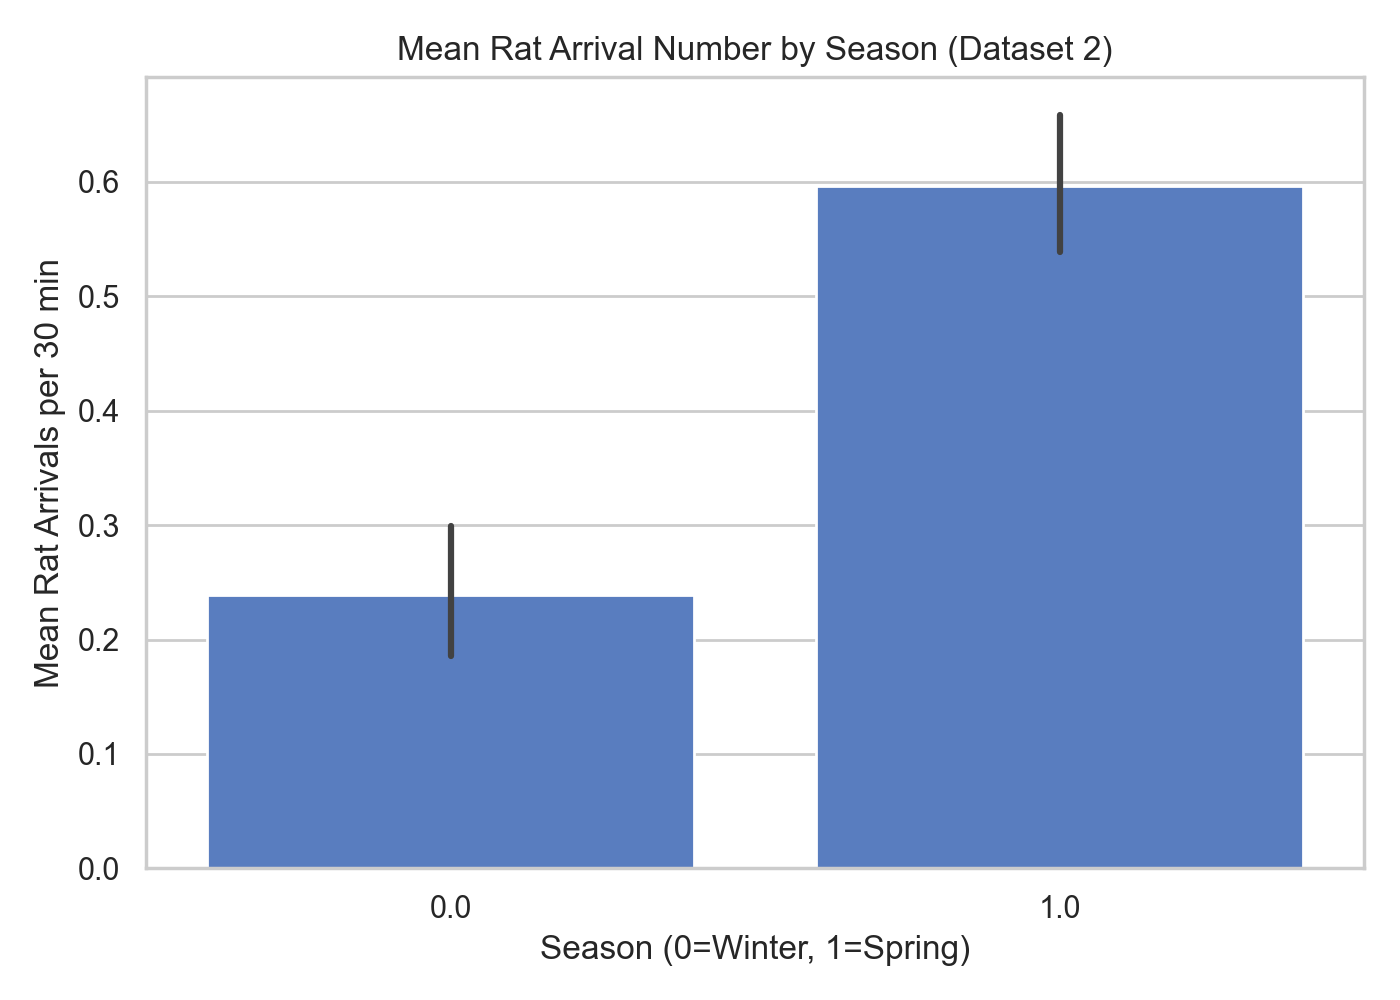 Mean Rat Arrival Number by Season (Dataset 2)
Mean Rat Arrivals per 30 min
0.6
0.5
0.4
0.3
0.2
0.1
0.0
0.0 1.0
Season (0=Winter, 1=Spring)